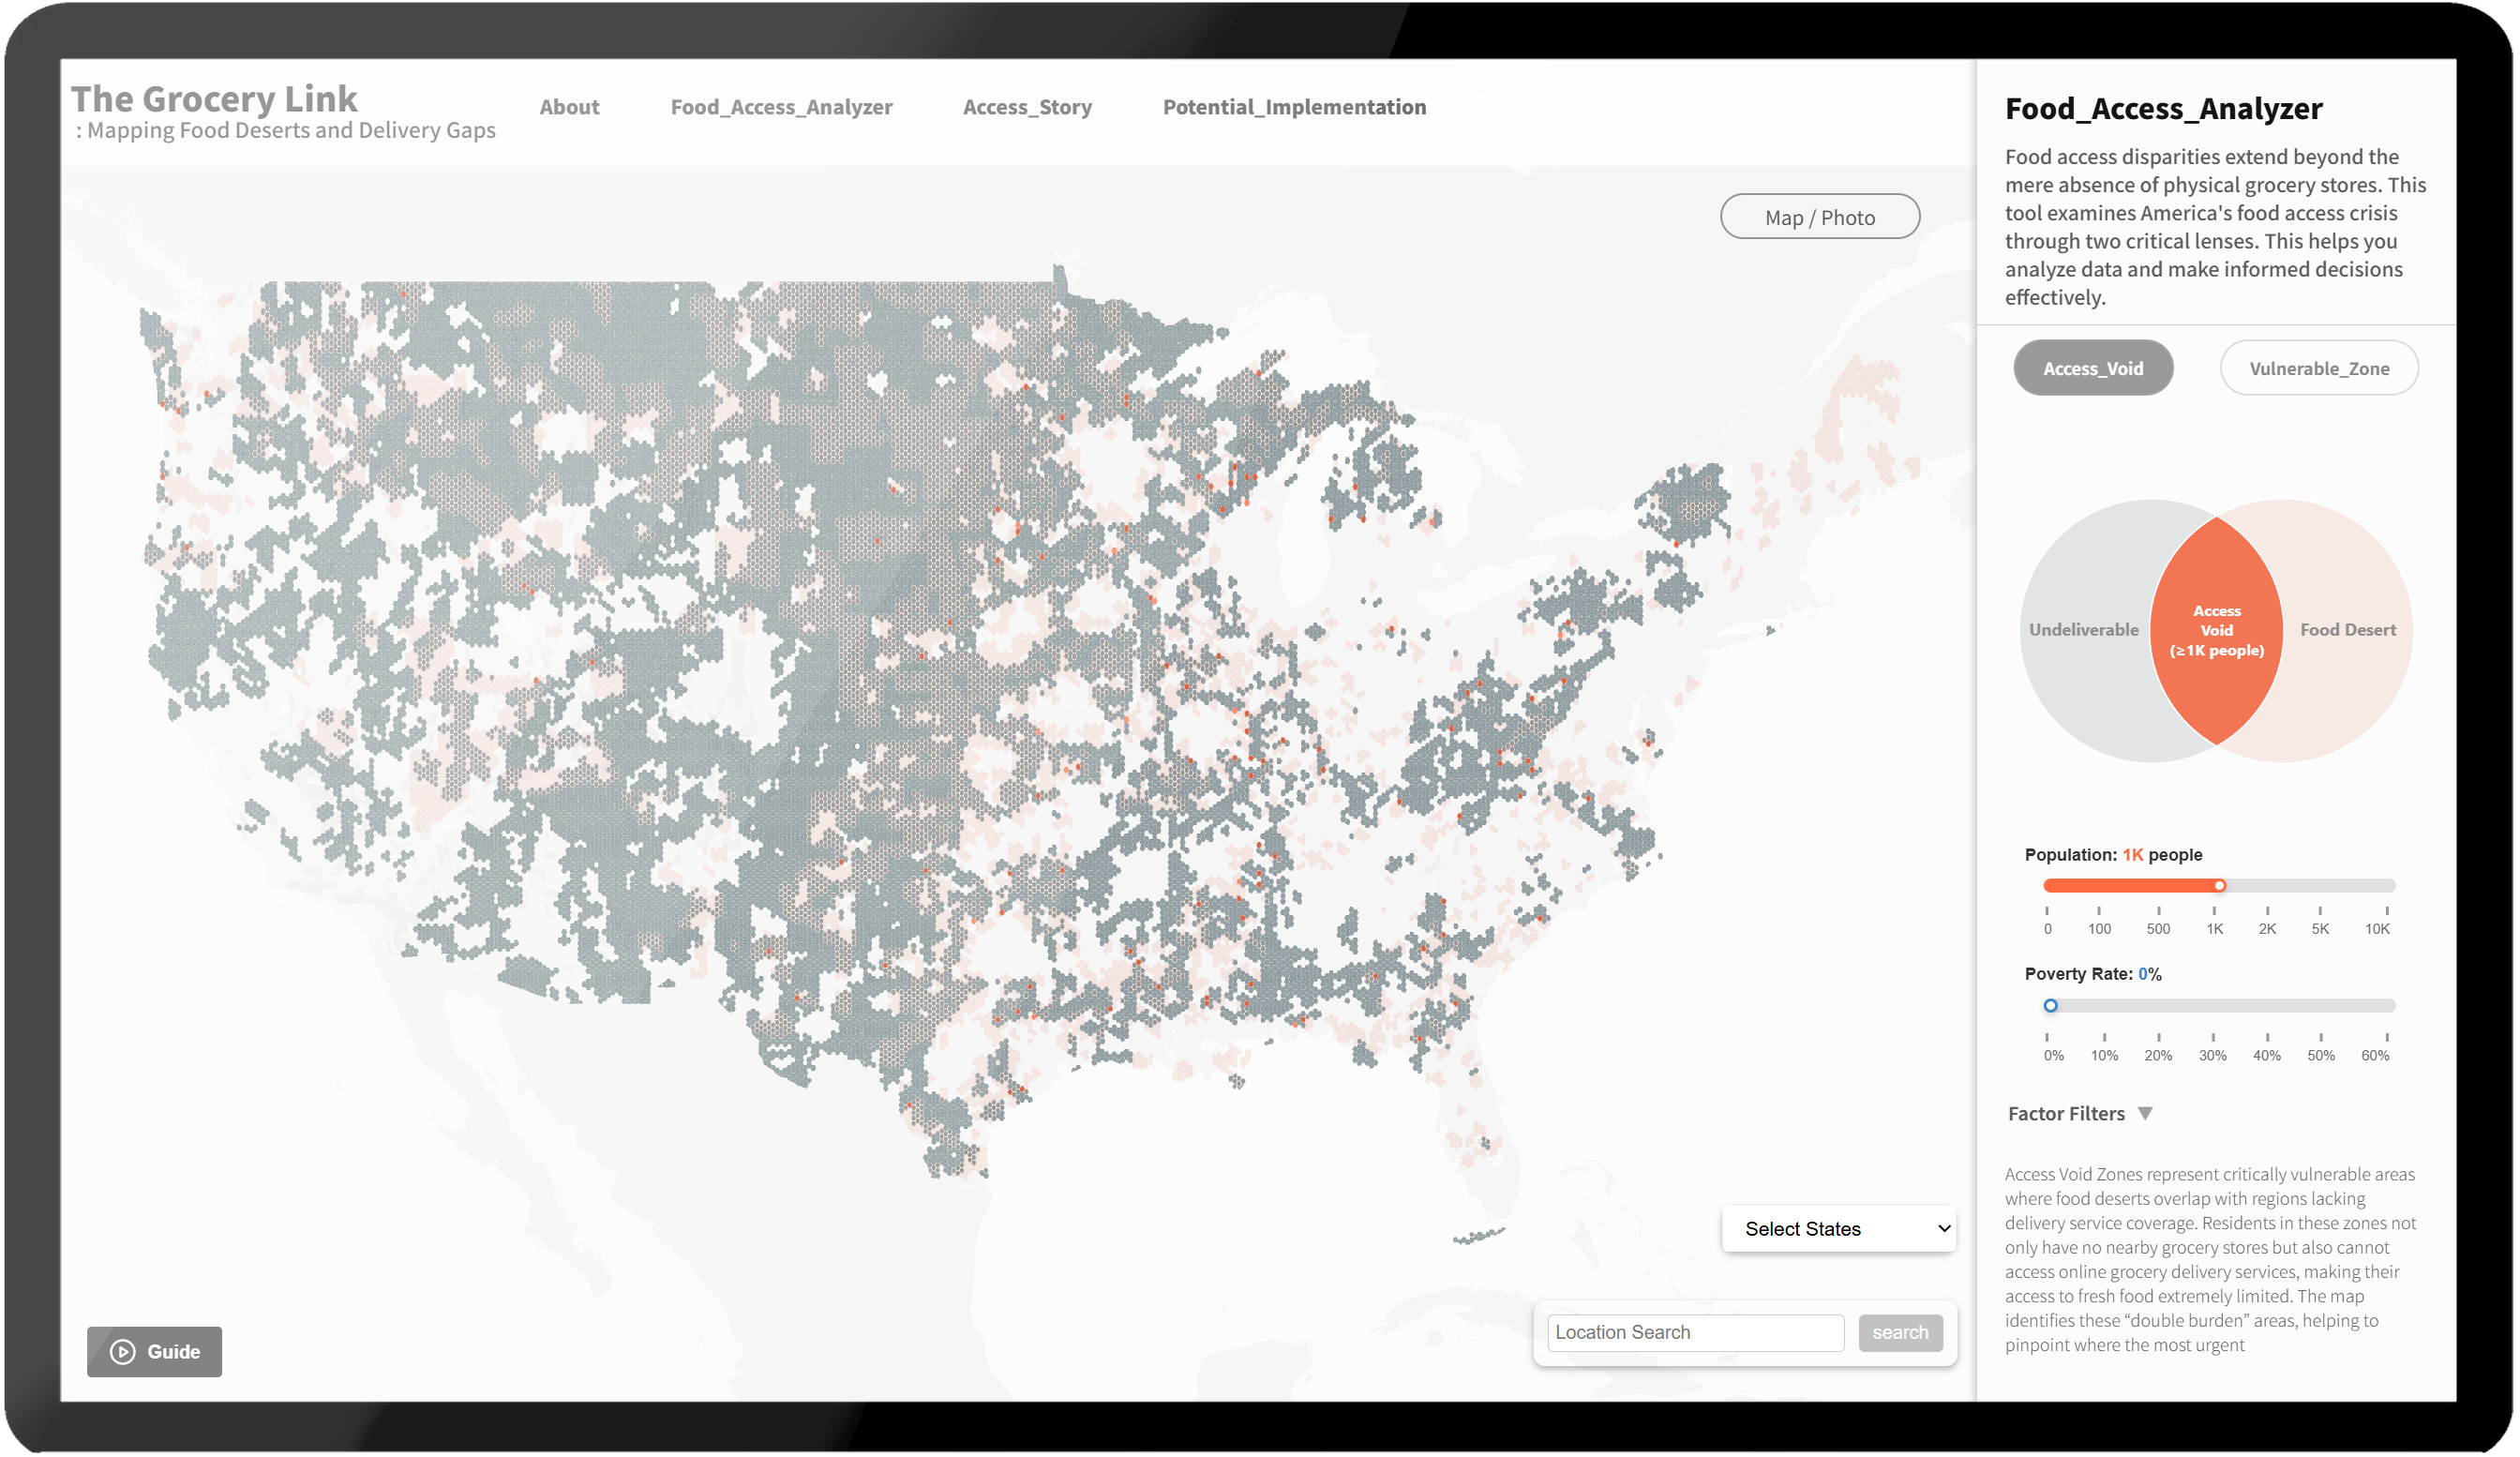 The Grocery Link
: Mapping Food Deserts and Delivery Gaps
About
Food_Access_Analyzer
Access_Story
Potential_Implementation
Map / Photo
Select States
Location Search
search
Guide
Food_Access_Analyzer
Food access disparities extend beyond the
mere absence of physical grocery stores. This
tool examines America's food access crisis
through two critical lenses. This helps you
analyze data and make informed decisions
effectively.
Access_Void
Vulnerable_Zone
Undeliverable
Access
Void
(≥1K people)
Food Desert
Population: 1K people
0 100 500 1K 2K 5K 10K
Poverty Rate: 0%
0% 10% 20% 30% 40% 50% 60%
Factor Filters ▼
Access Void Zones represent critically vulnerable areas
where food deserts overlap with regions lacking
delivery service coverage. Residents in these zones not
only have no nearby grocery stores but also cannot
access online grocery delivery services, making their
access to fresh food extremely limited. The map
identifies these “double burden” areas, helping to
pinpoint where the most urgent